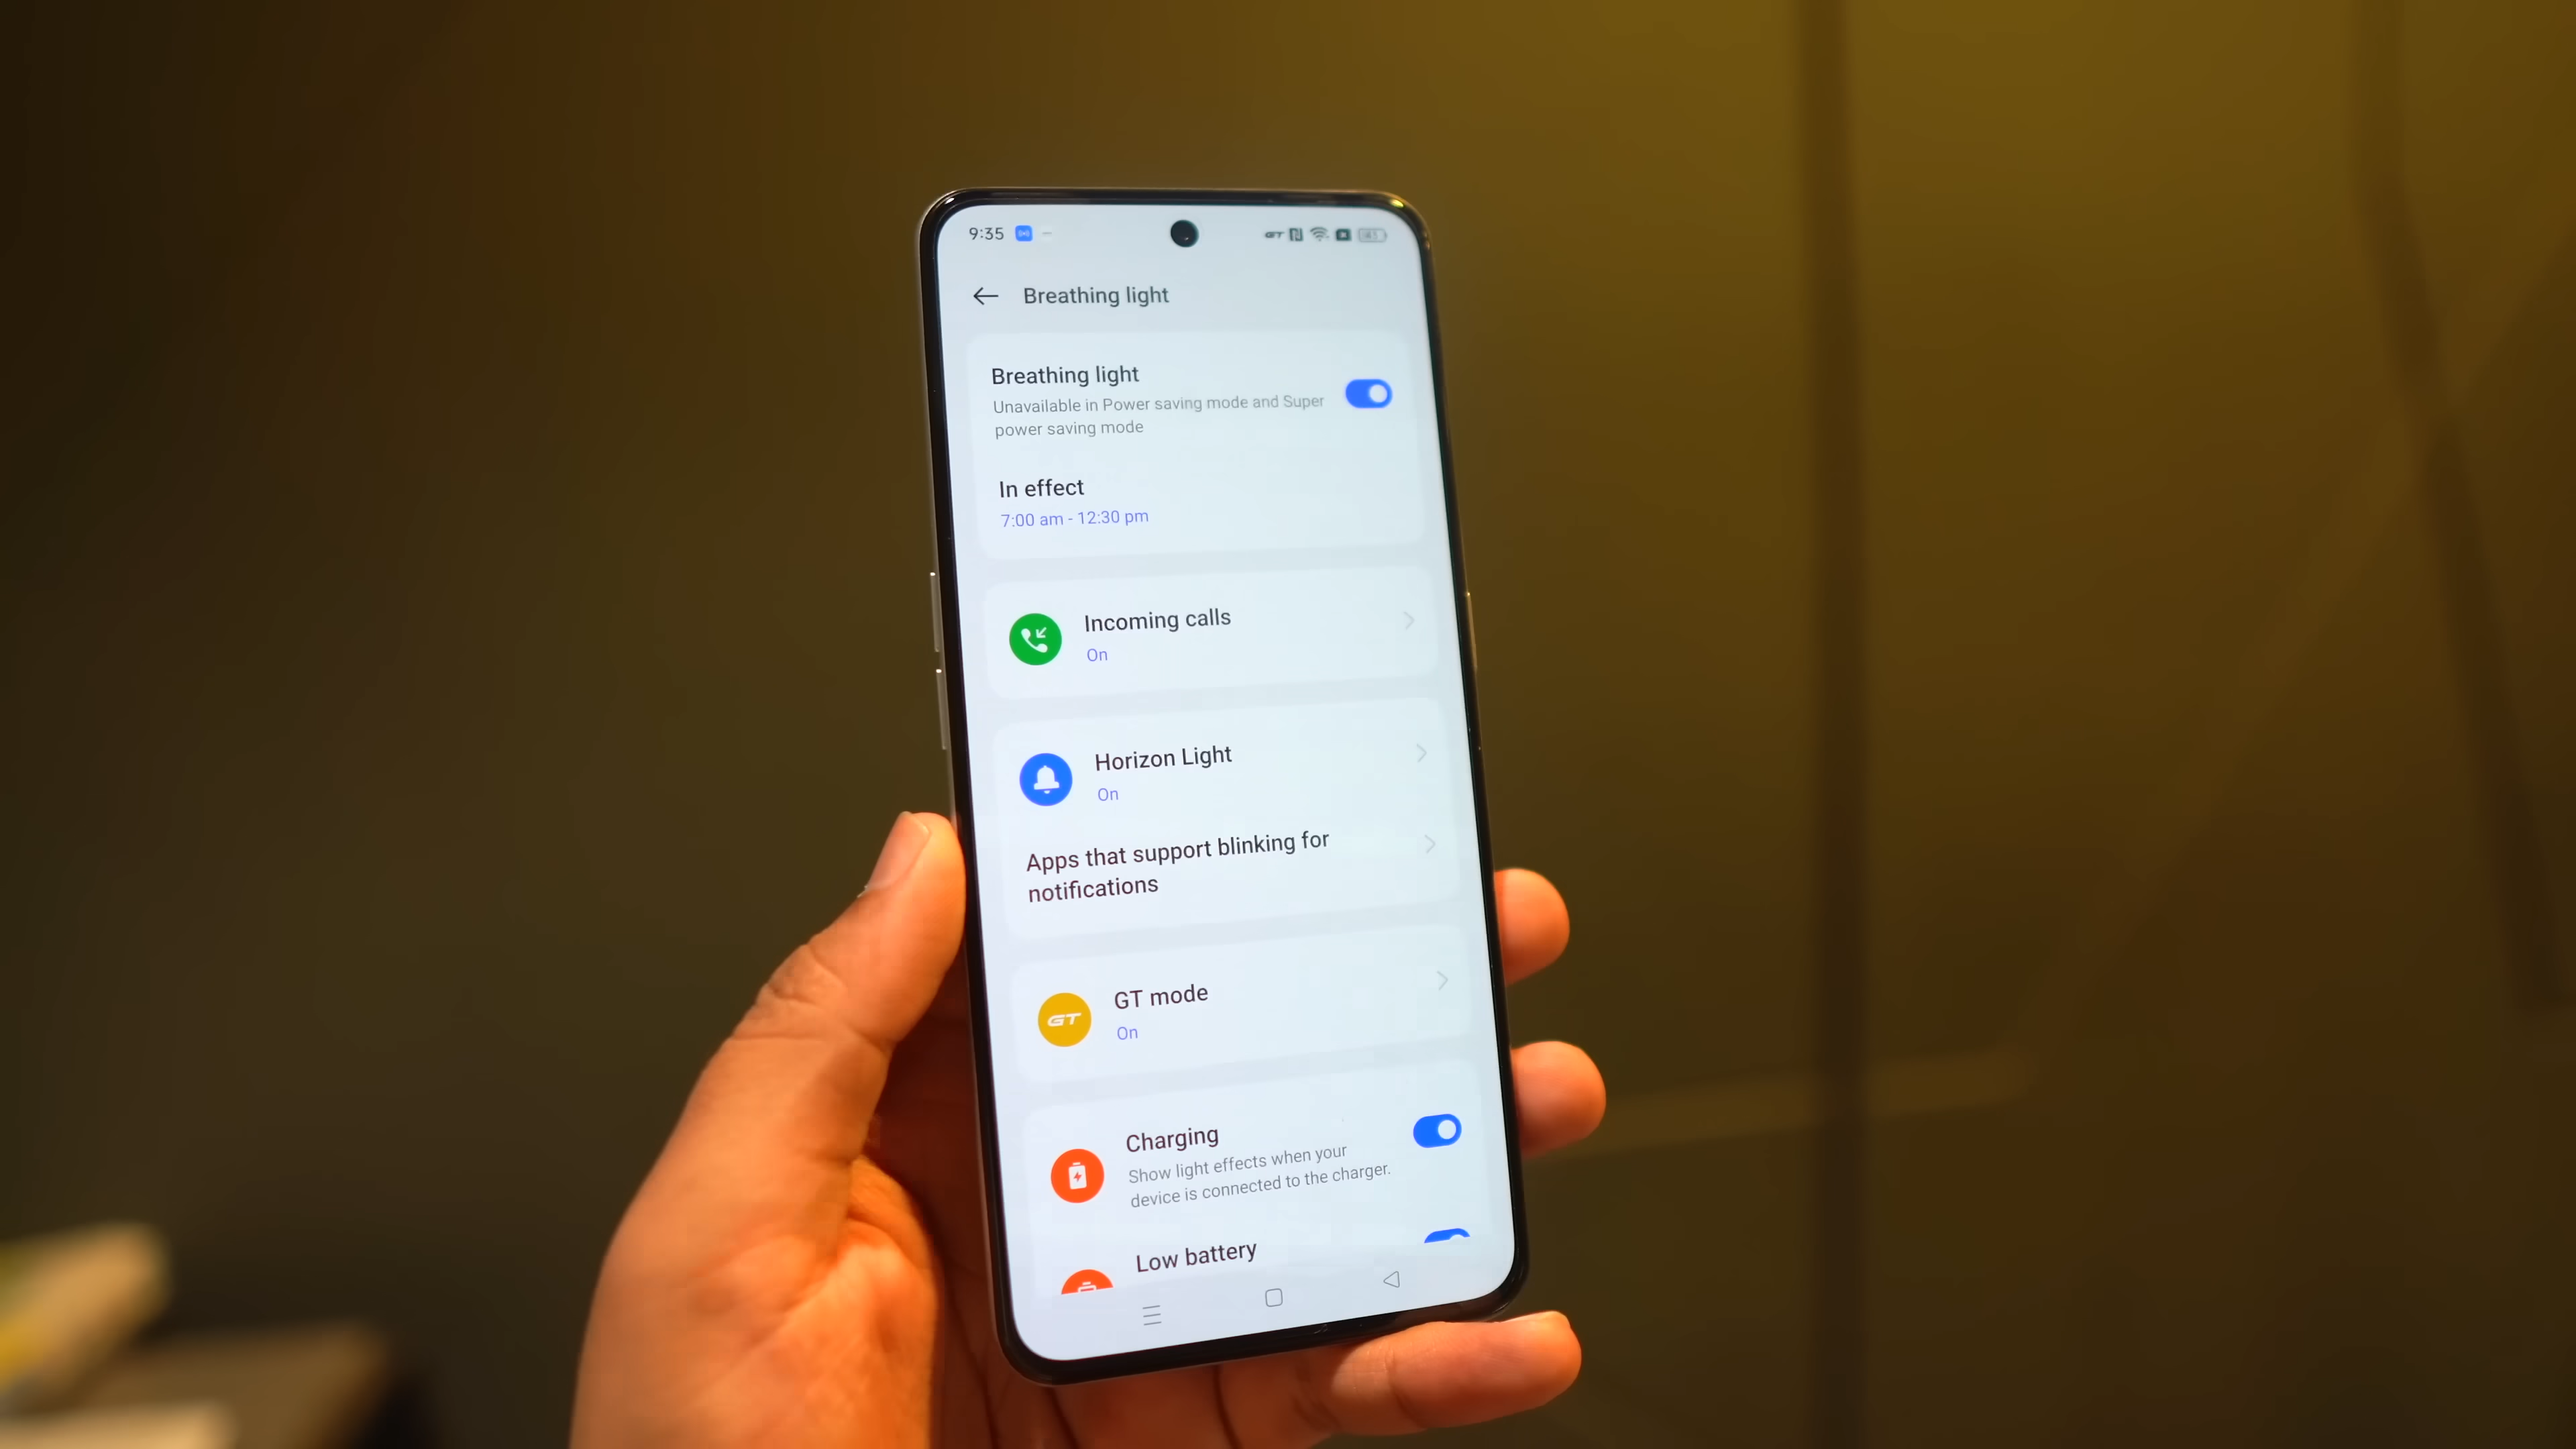 9:35
GT
Breathing light
Breathing light
Unavailable in Power saving mode and Super
power saving mode
In effect
7:00 am - 12:30 pm
Incoming calls
On
Horizon Light
On
Apps that support blinking for
notifications
GT mode
GT
On
Charging
Show light effects when your
device is connected to the charger.
Low battery